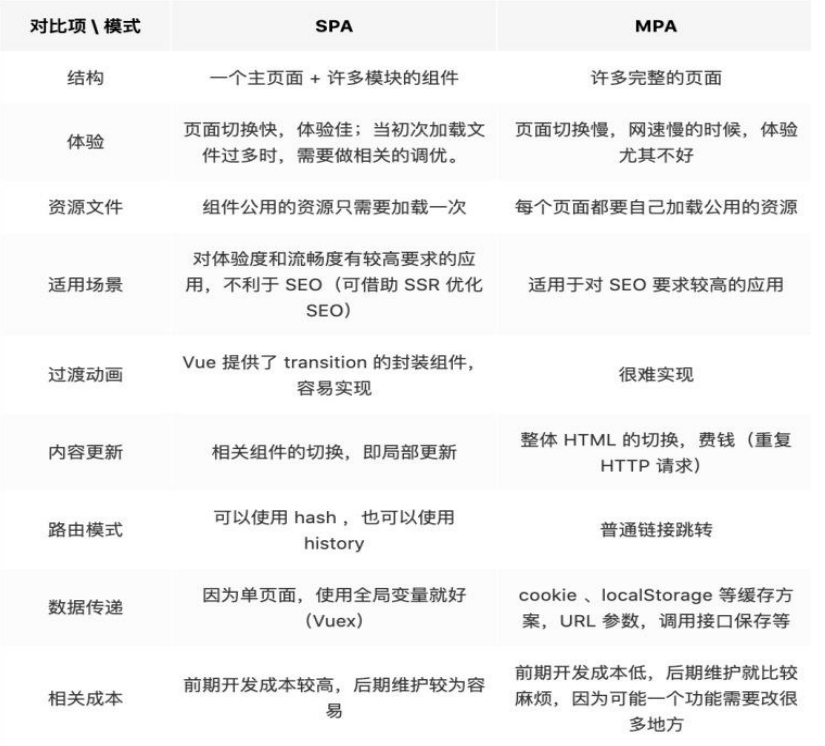 对比项 \ 模式 SPA MPA
结构 一个主页面 + 许多模块的组件 许多完整的页面
体验 页面切换快，体验佳；当初次加载文 页面切换慢，网速慢的时候，体验
件过多时，需要做相关的调优。 尤其不好
资源文件 组件公用的资源只需要加载一次 每个页面都要自己加载公用的资源
对体验度和流畅度有较高要求的应
适用场景 用，不利于 SEO（可借助 SSR 优化 适用于对 SEO 要求较高的应用
SEO）
过渡动画 Vue 提供了 transition 的封装组件， 很难实现
容易实现
内容更新 相关组件的切换，即局部更新 整体 HTML 的切换，费钱（重复
HTTP 请求）
路由模式 可以使用 hash ，也可以使用 普通链接跳转
history
数据传递 因为单页面，使用全局变量就好 cookie 、localStorage 等缓存方
（Vuex） 案，URL 参数，调用接口保存等
相关成本 前期开发成本较高，后期维护较为容 前期开发成本低，后期维护就比较
易 麻烦，因为可能一个功能需要改很
多地方